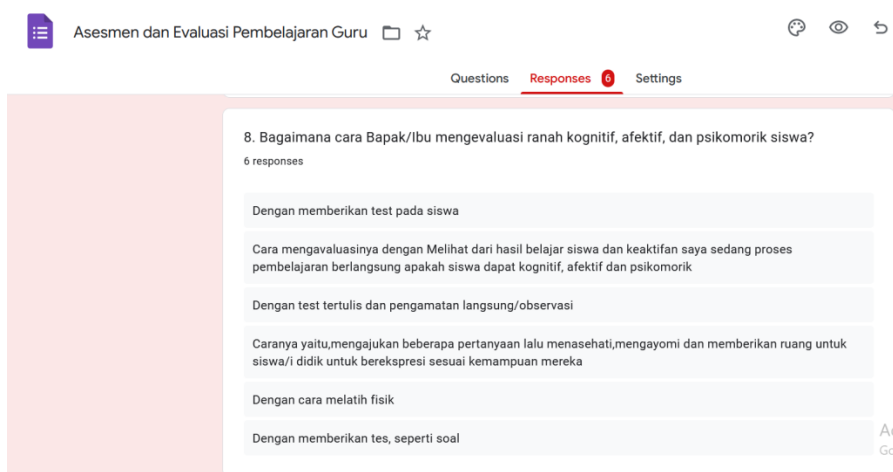 Asesmen dan Evaluasi Pembelajaran Guru
Questions Responses 6 Settings
8. Bagaimana cara Bapak/Ibu mengevaluasi ranah kognitif, afektif, dan psikomorik siswa?
6 responses
Dengan memberikan test pada siswa
Cara mengavaluasinya dengan Melihat dari hasil belajar siswa dan keaktifan saya sedang proses
pembelajaran berlangsung apakah siswa dapat kognitif, afektif dan psikomorik
Dengan test tertulis dan pengamatan langsung/observasi
Caranya yaitu,mengajukan beberapa pertanyaan lalu menasehati,mengayomi dan memberikan ruang untuk
siswa/i didik untuk berekspresi sesuai kemampuan mereka
Dengan cara melatih fisik
Dengan memberikan tes, seperti soal